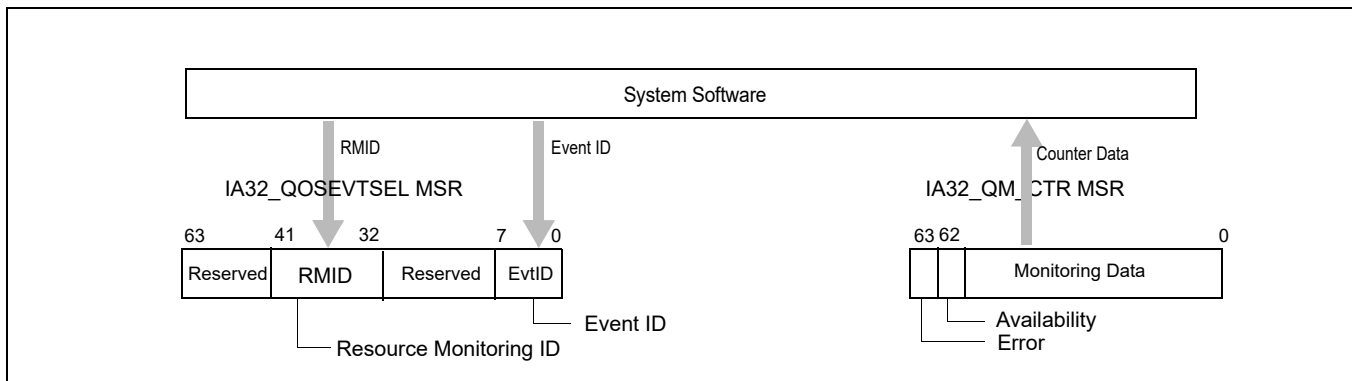 System Software
RMID
Event ID
Counter Data
IA32_QOSEVTSEL MSR
IA32_QM_CTR MSR
63 41 32 7 0
63 62 0
Reserved RMID Reserved EvtID
Monitoring Data
Event ID
Resource Monitoring ID
Availability
Error